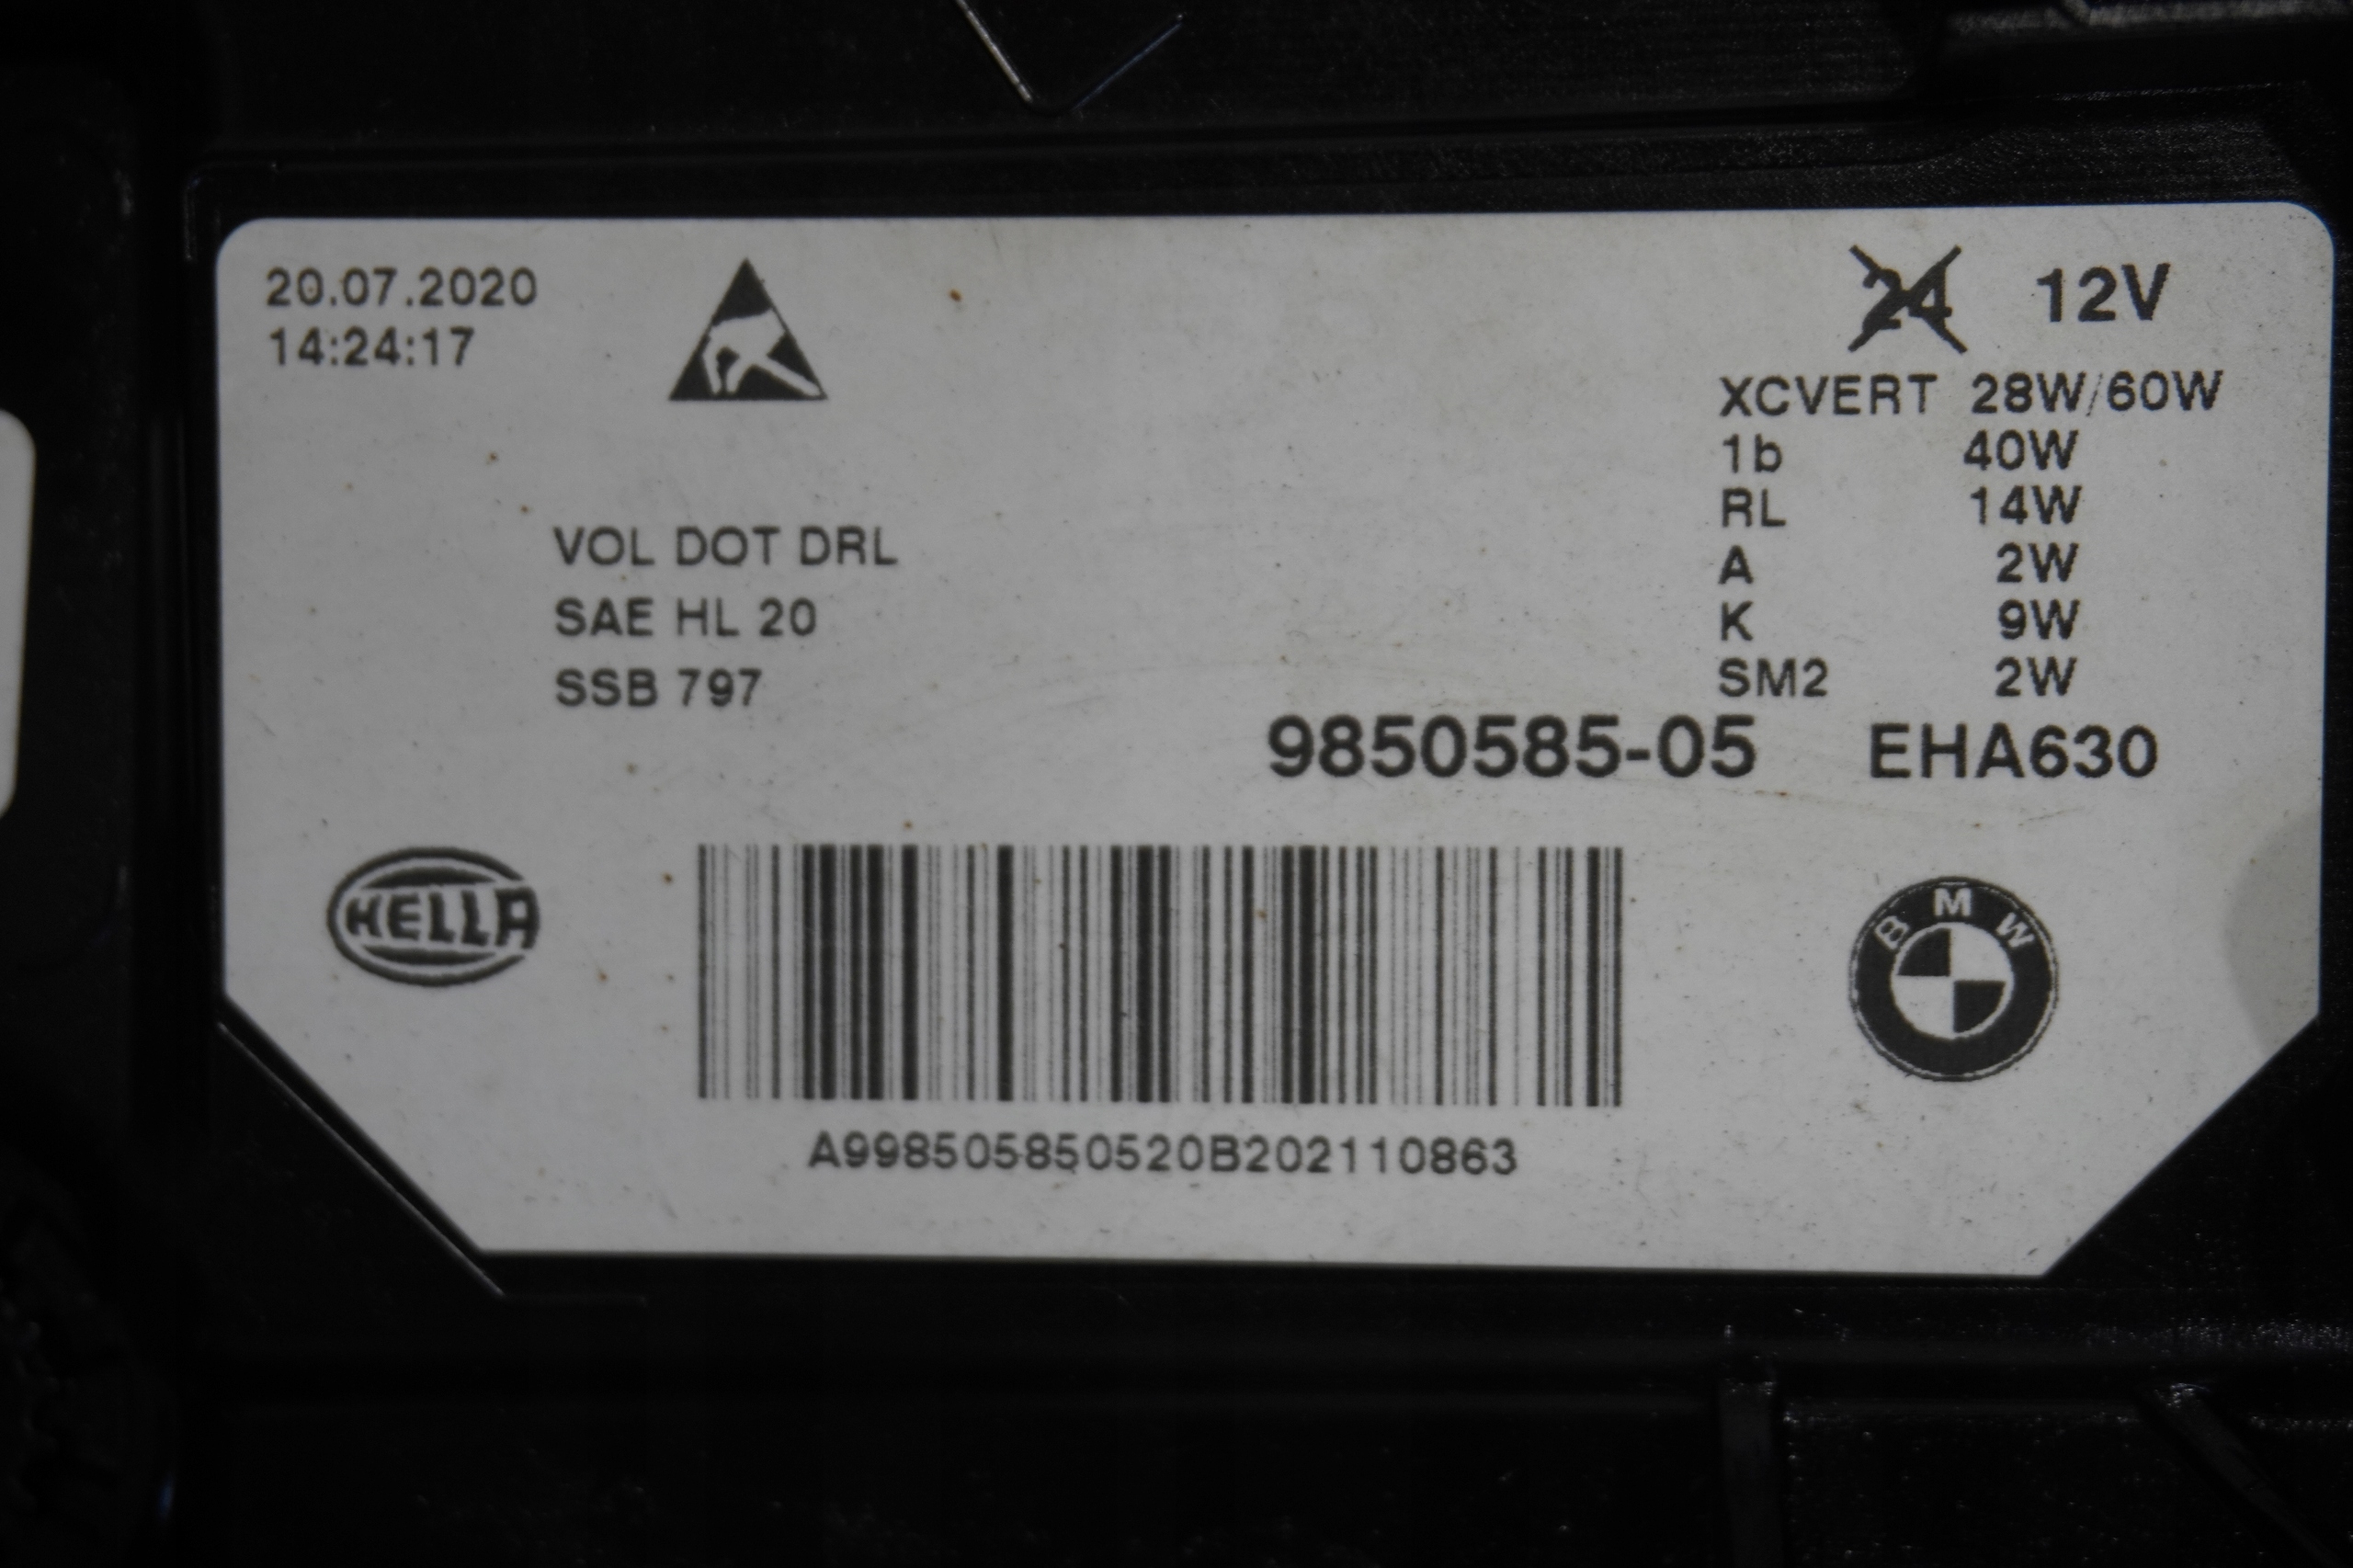 20.07.2020
14:24:17
24 12V
XCVERT 28W/60W
1b 40W
RL 14W
A 2W
K 9W
SM2 2W
VOL DOT DRL
SAE HL 20
SSB 797
9850585-05 EHA630
HELLA
BMW
A998505850520B202110863